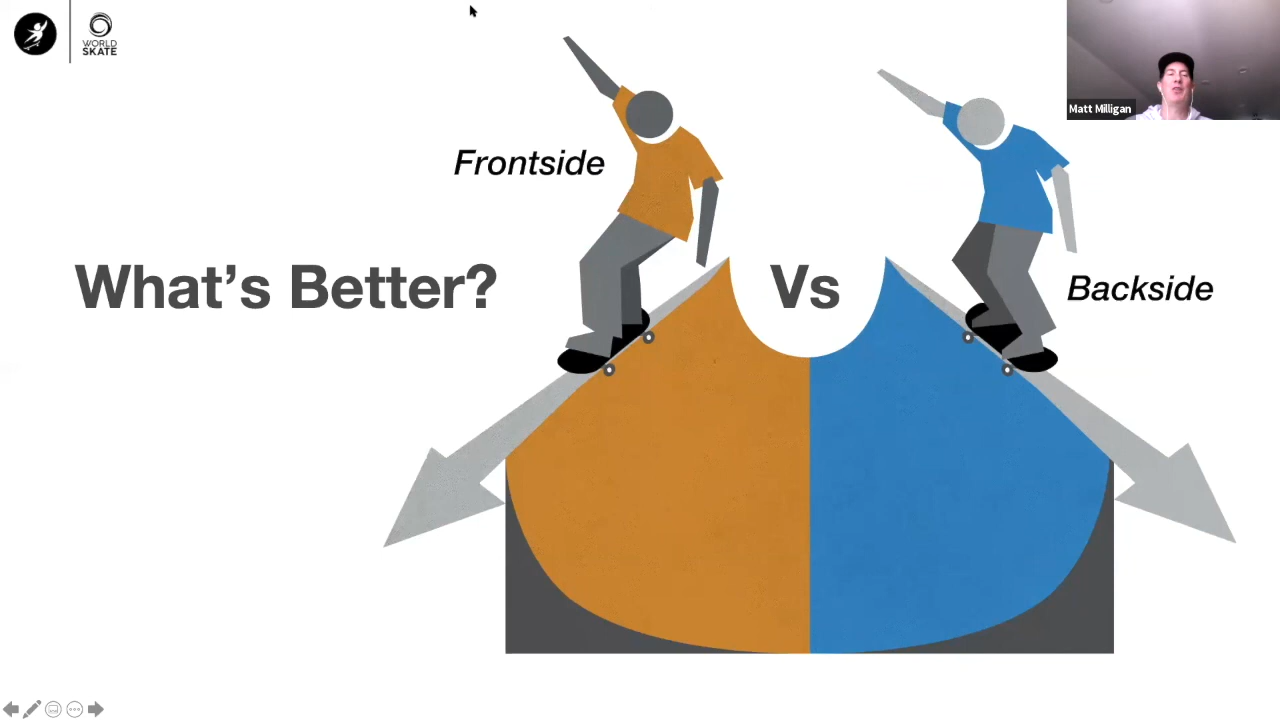 WORLD
SKATE
Matt Milligan
Frontside
What's Better?
Vs
Backside